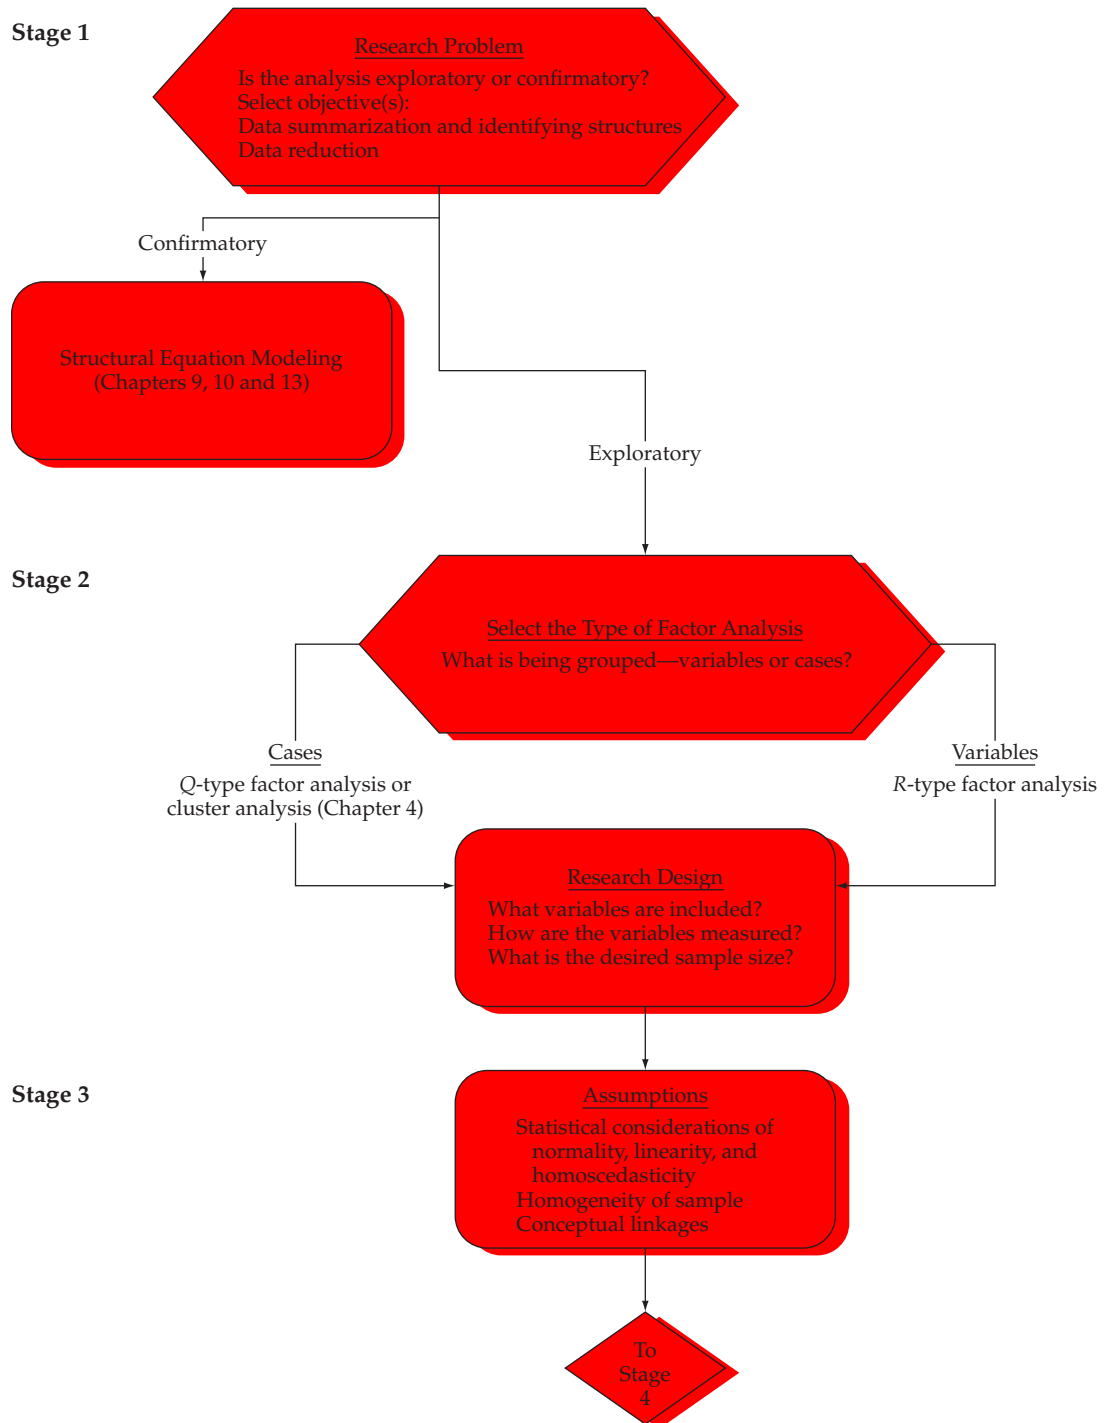 Stage 1
Research Problem
Is the analysis exploratory or confirmatory?
Select objective(s):
Data summarization and identifying structures
Data reduction
Confirmatory
Structural Equation Modeling
(Chapters 9, 10 and 13)
Exploratory
Stage 2
Select the Type of Factor Analysis
What is being grouped—variables or cases?
Cases
Q-type factor analysis or
cluster analysis (Chapter 4)
Variables
R-type factor analysis
Research Design
What variables are included?
How are the variables measured?
What is the desired sample size?
Stage 3
Assumptions
Statistical considerations of
normality, linearity, and
homoscedasticity
Homogeneity of sample
Conceptual linkages
To
Stage
4